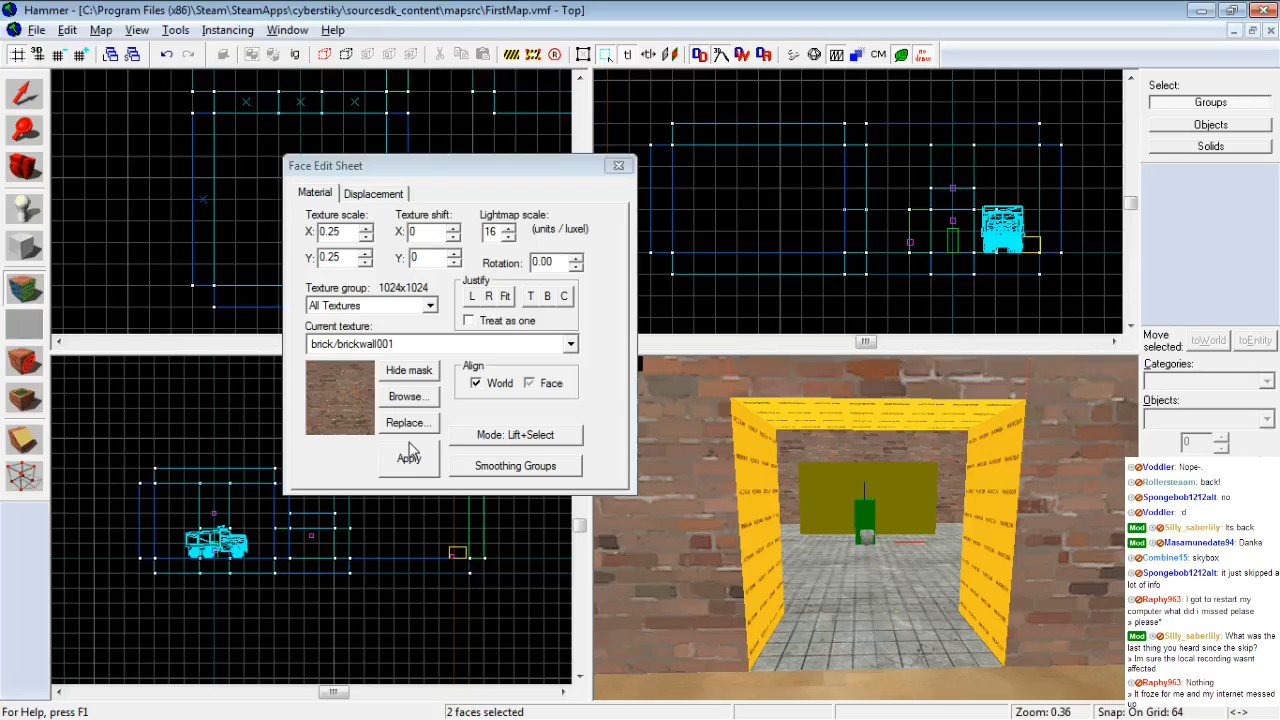 Hammer - [C:\Program Files (x86)\Steam\SteamApps\cyberstiky\sourcesdk_content\mapsrc\FirstMap.vmf - Top]
File Edit Map View Tools Instancing Window Help
Face Edit Sheet
Material Displacement
Texture scale: Texture shift: Lightmap scale:
X: 0.25 X: 0 16 (units / luxel)
Y: 0.25 Y: 0 Rotation: 0.00
Texture group: 1024x1024
Justify
All Textures
L R Fit T B C
Current texture:
Treat as one
brick/brickwall001
Hide mask
Align
World Face
Browse...
Replace...
Mode: Lift+Select
Apply
Smoothing Groups
Select:
Groups
Objects
Solids
Move selected:
toWorld toEntity
Categories:
Objects:
0
Voddler: Nope-.
Rollersteaam: back!
Spongebob1212alt: no
Voddler: :d
Mod Silly_saberlily: Its back
Mod Masamunedate94: Danke
Combine15: skybox
Spongebob1212alt: it just skipped a
lot of info
Raphy963: I got to restart my
computer what did i missed pelase
» please*
Mod Silly_saberlily: What was the
last thing you heard since the skip?
» Im sure the local recording wasnt
affected
Raphy963: Nothing
» It froze for me and my internet messed
up
For Help, press F1 2 faces selected Zoom: 0.36 Snap: On Grid: 64 <->